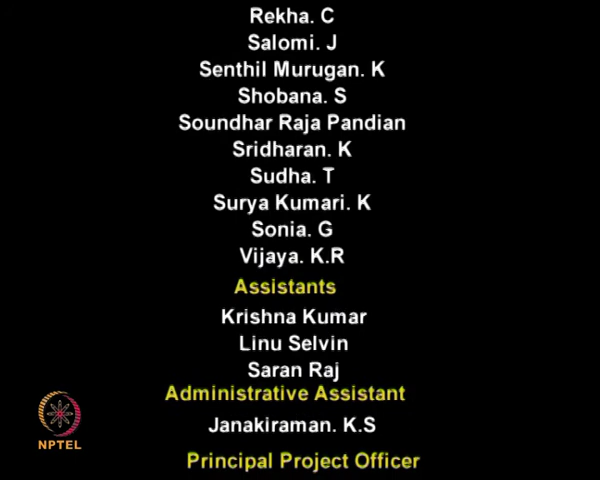 Rekha. C
Salomi. J
Senthil Murugan. K
Shobana. S
Soundhar Raja Pandian
Sridharan. K
Sudha. T
Surya Kumari. K
Sonia. G
Vijaya. K.R
Assistants
Krishna Kumar
Linu Selvin
Saran Raj
Administrative Assistant
Janakiraman. K.S
NPTEL
Principal Project Officer